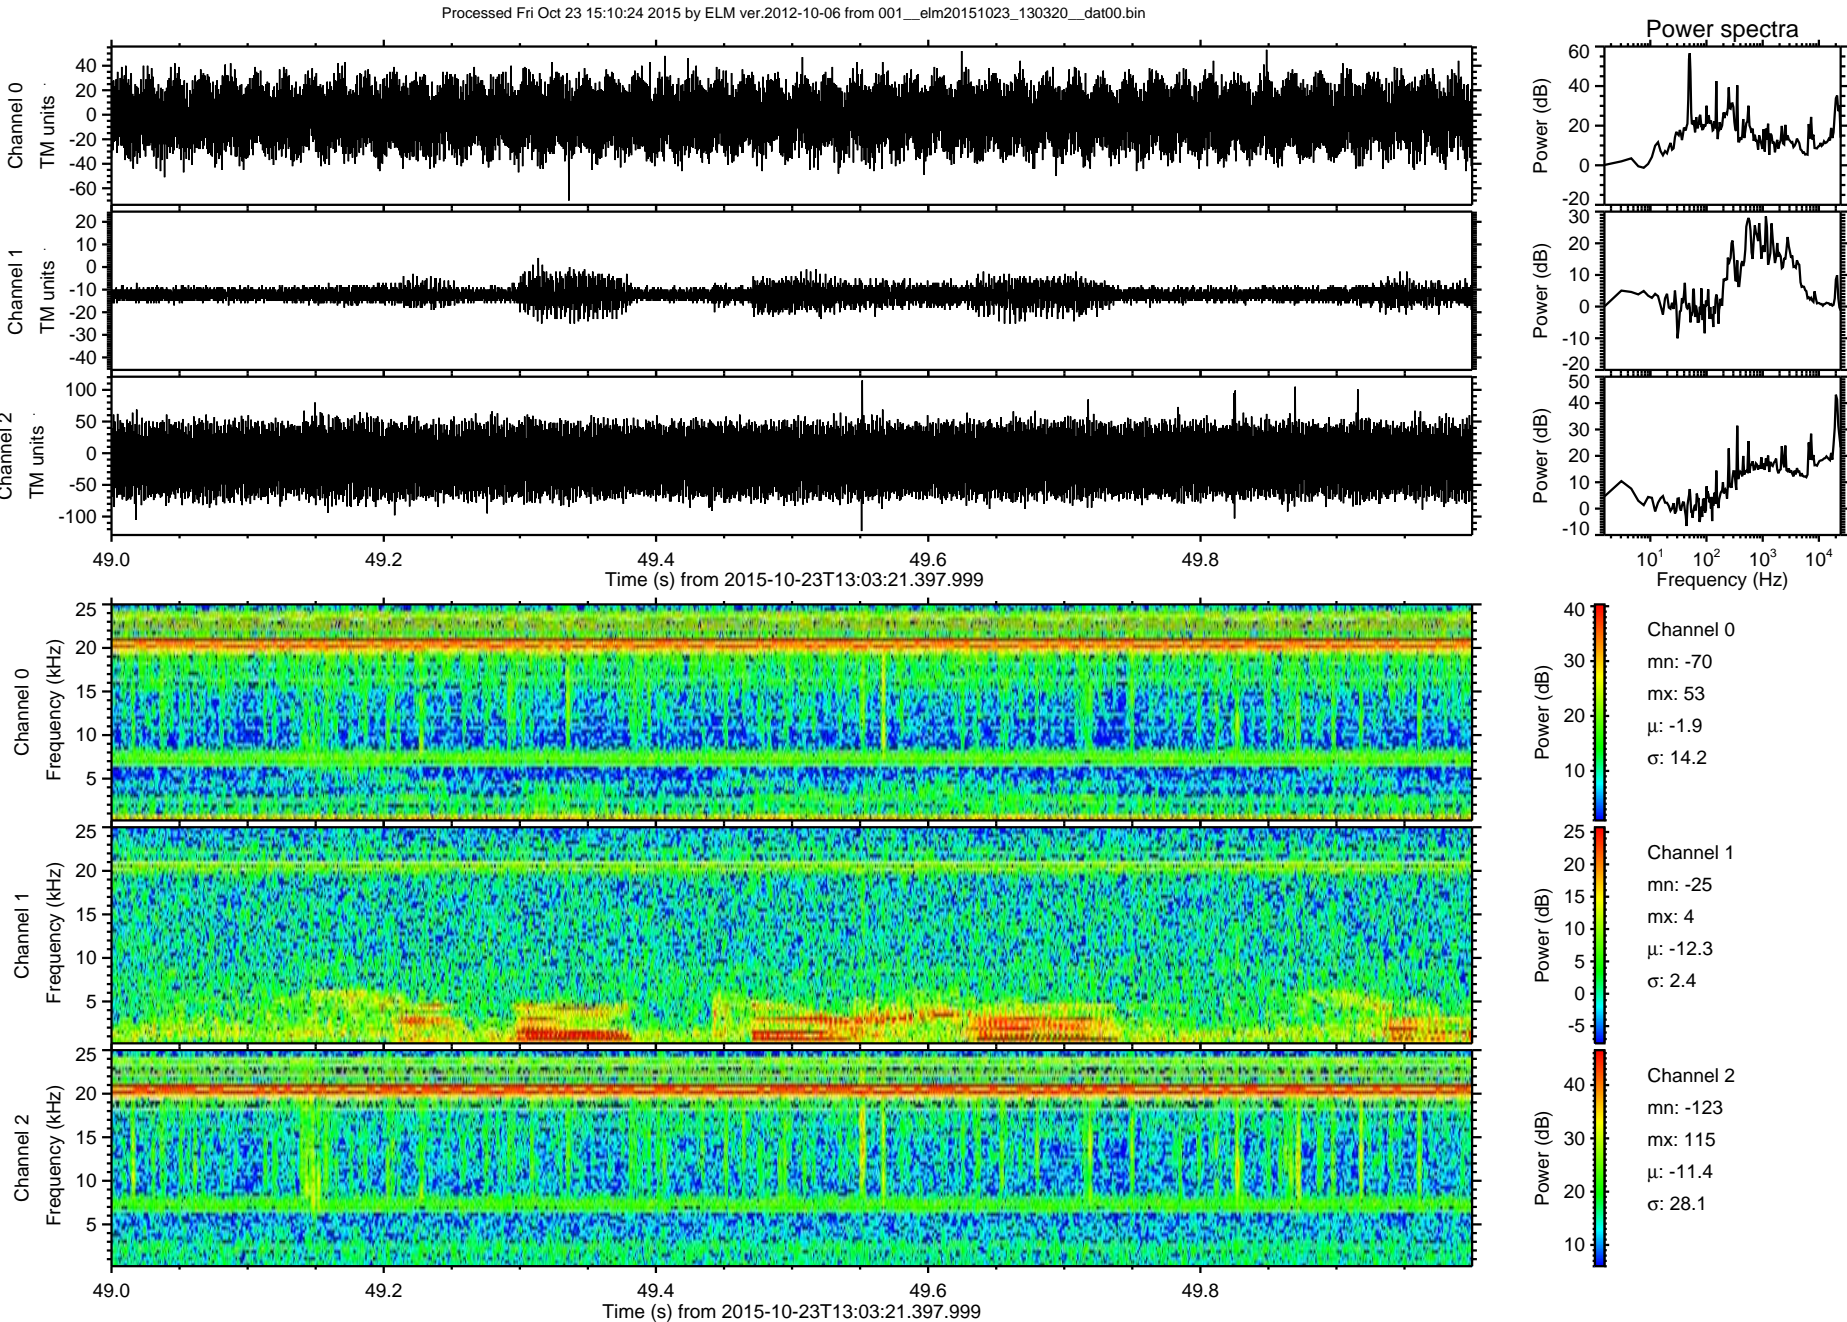 Processed Fri Oct 23 15:10:24 2015 by ELM ver.2012-10-06 from 001__elm20151023_130320__dat00.bin
Power spectra
Channel 0
TM units
40
20
0
-20
-40
-60
Power (dB)
60
40
20
0
-20
Channel 1
TM units
20
10
0
-10
-20
-30
-40
Power (dB)
30
20
10
0
-10
-20
Channel 2
TM units
100
50
0
-50
-100
Power (dB)
50
40
30
20
10
0
-10
49.0 49.2 49.4 49.6 49.8
Time (s) from 2015-10-23T13:03:21.397.999
10^1 10^2 10^3 10^4
Frequency (Hz)
Channel 0
Frequency (kHz)
25
20
15
10
5
Power (dB)
40
30
20
10
Channel 0
mn: -70
mx: 53
μ: -1.9
σ: 14.2
Channel 1
Frequency (kHz)
25
20
15
10
5
Power (dB)
25
20
15
10
5
0
-5
Channel 1
mn: -25
mx: 4
μ: -12.3
σ: 2.4
Channel 2
Frequency (kHz)
25
20
15
10
5
Power (dB)
40
30
20
10
Channel 2
mn: -123
mx: 115
μ: -11.4
σ: 28.1
49.0 49.2 49.4 49.6 49.8
Time (s) from 2015-10-23T13:03:21.397.999